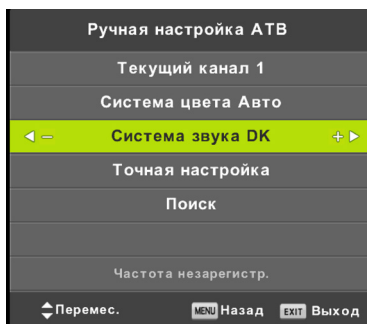 Ручная настройка АТВ
Текущий канал 1
Система цвета Авто
Система звука DK
Точная настройка
Поиск
Частота незарегистр.
Перемес. MENU Назад EXIT Выход